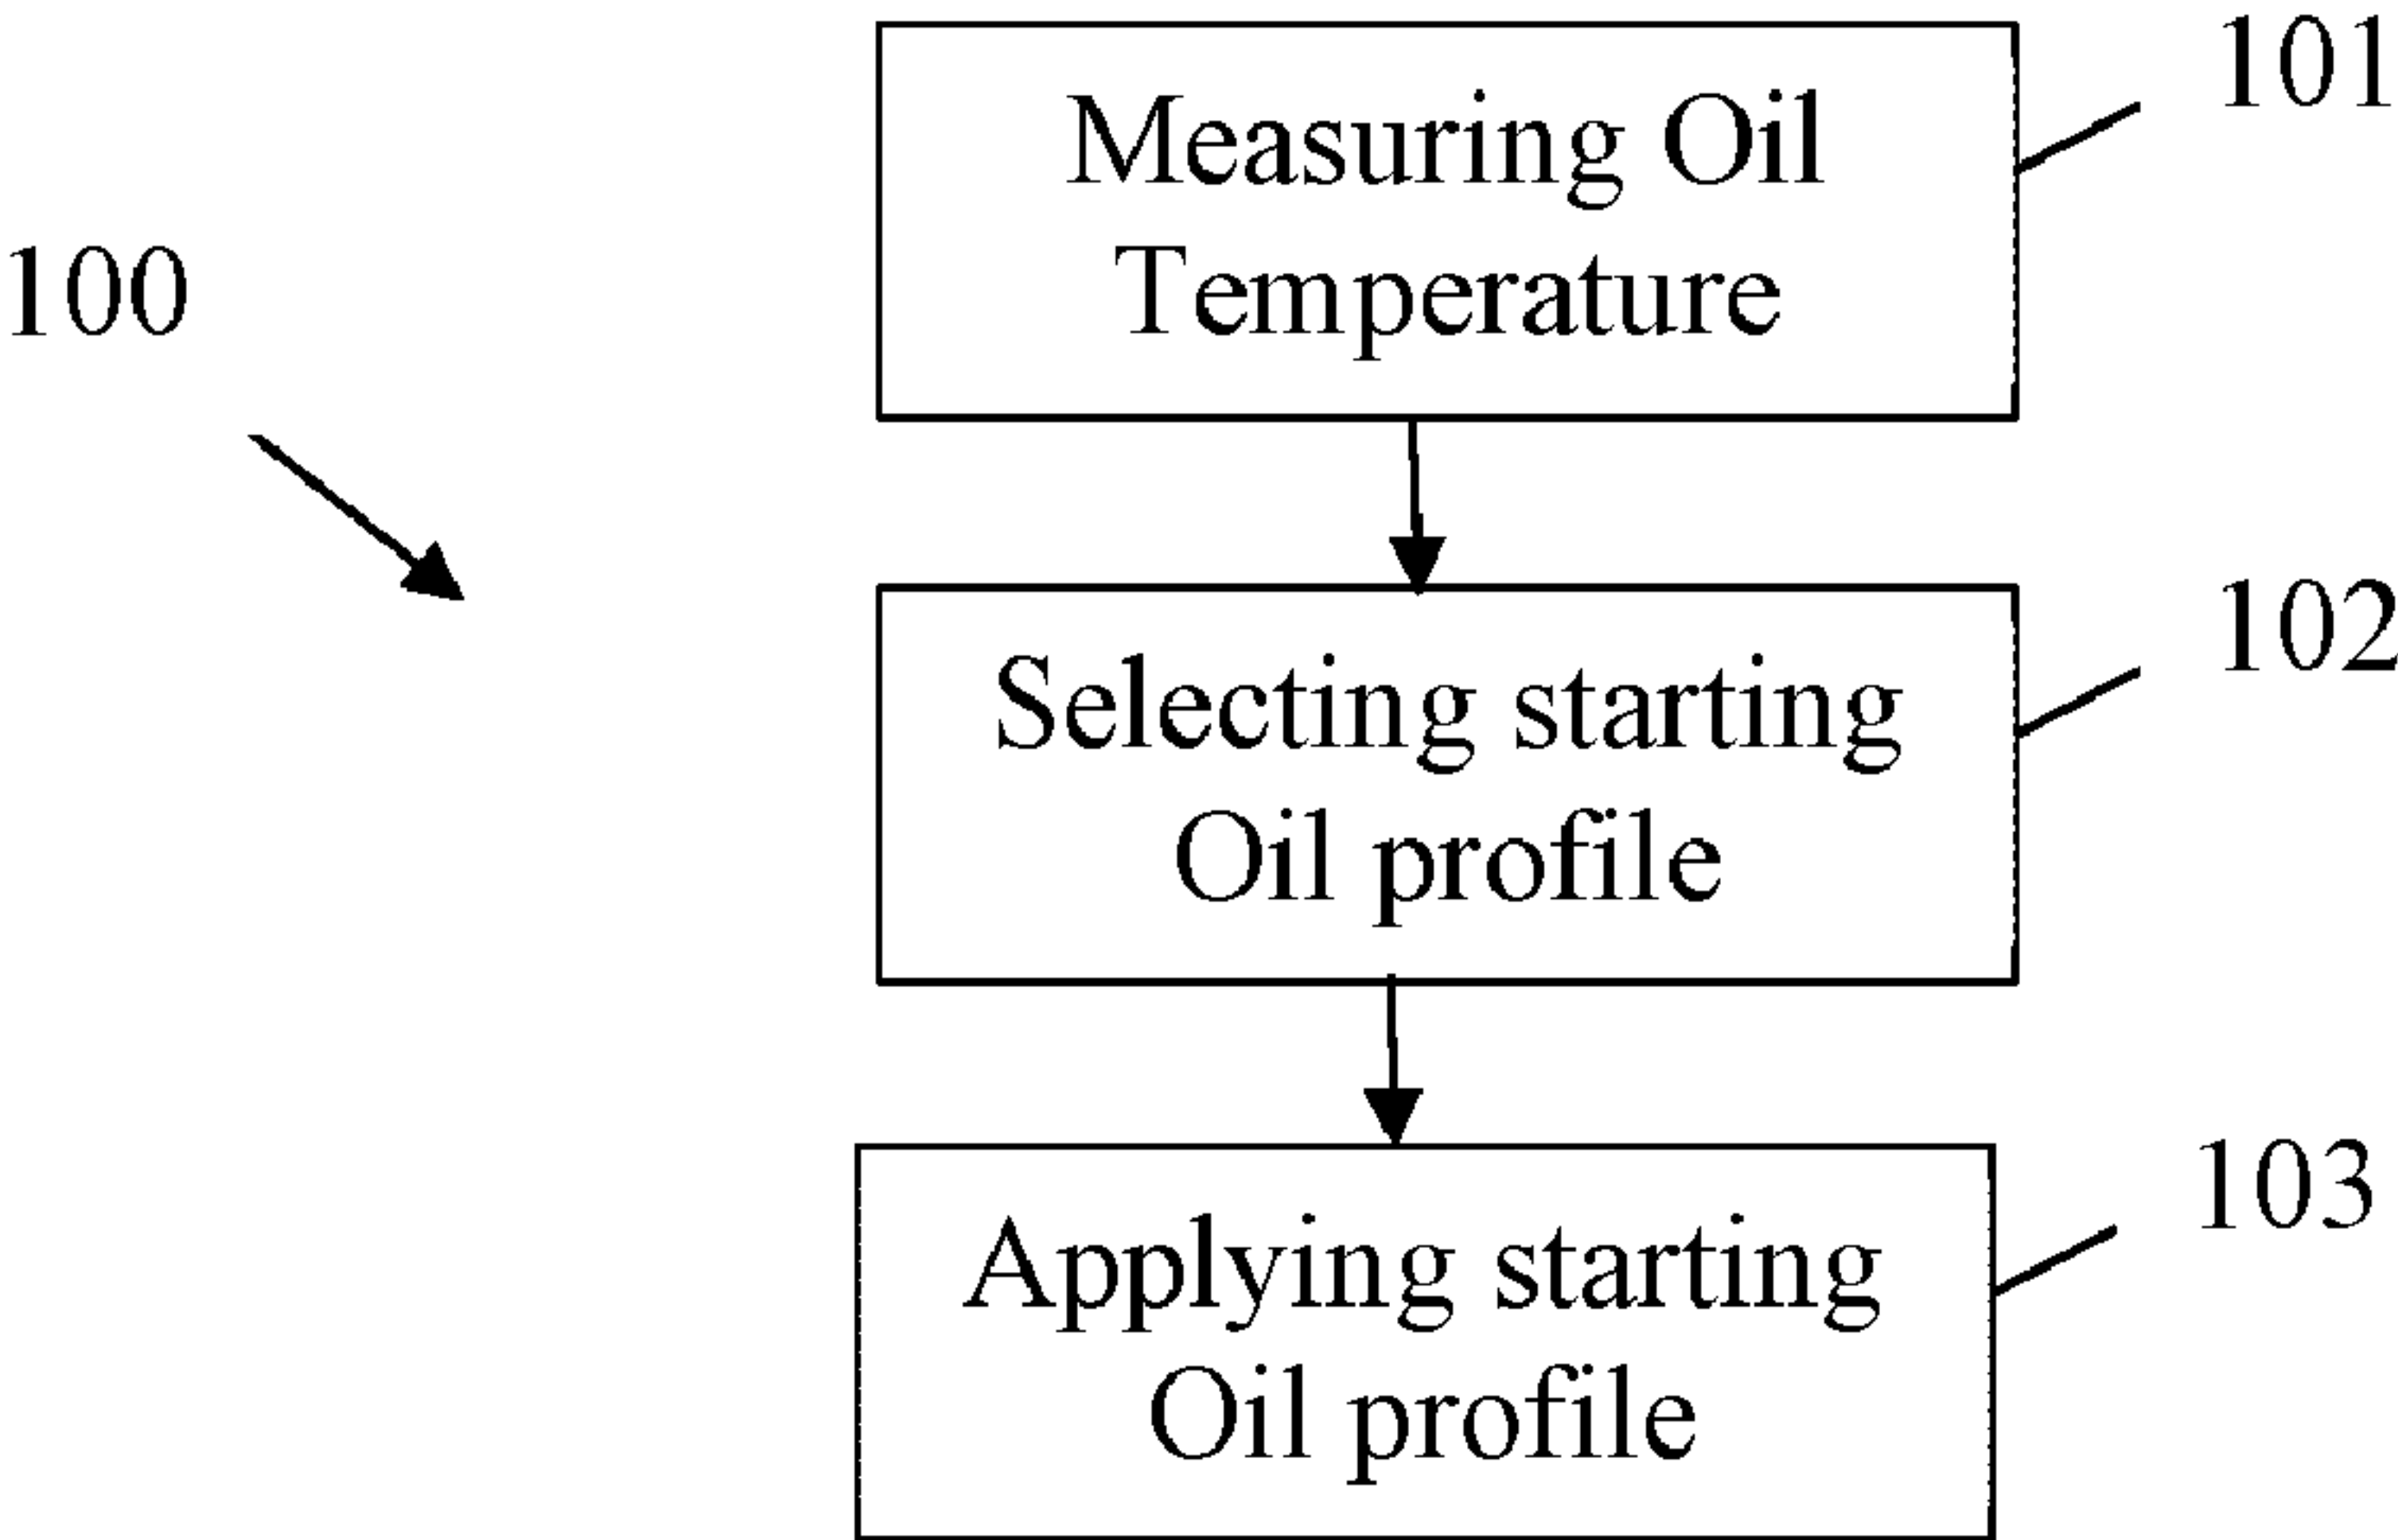 101
Measuring Oil
Temperature
100
102
Selecting starting
Oil profile
103
Applying starting
Oil profile